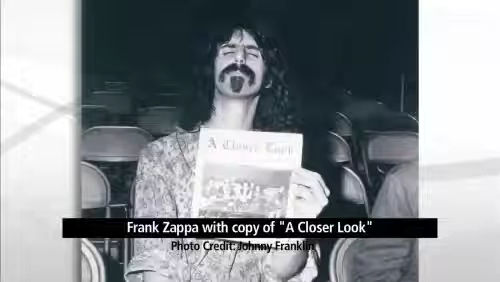 A Closer Look
Frank Zappa with copy of "A Closer Look"
Photo Credit: Johnny Franklin